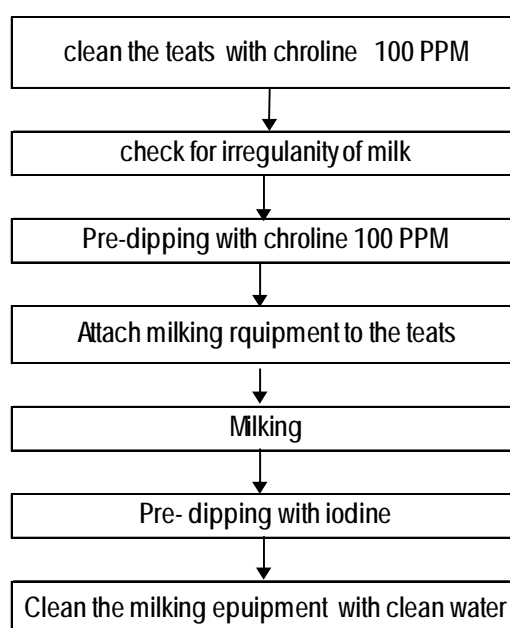 clean the teats with chroline 100 PPM
check for irregulanity of milk
Pre-dipping with chroline 100 PPM
Attach milking rquipment to the teats
Milking
Pre- dipping with iodine
Clean the milking epuipment with clean water